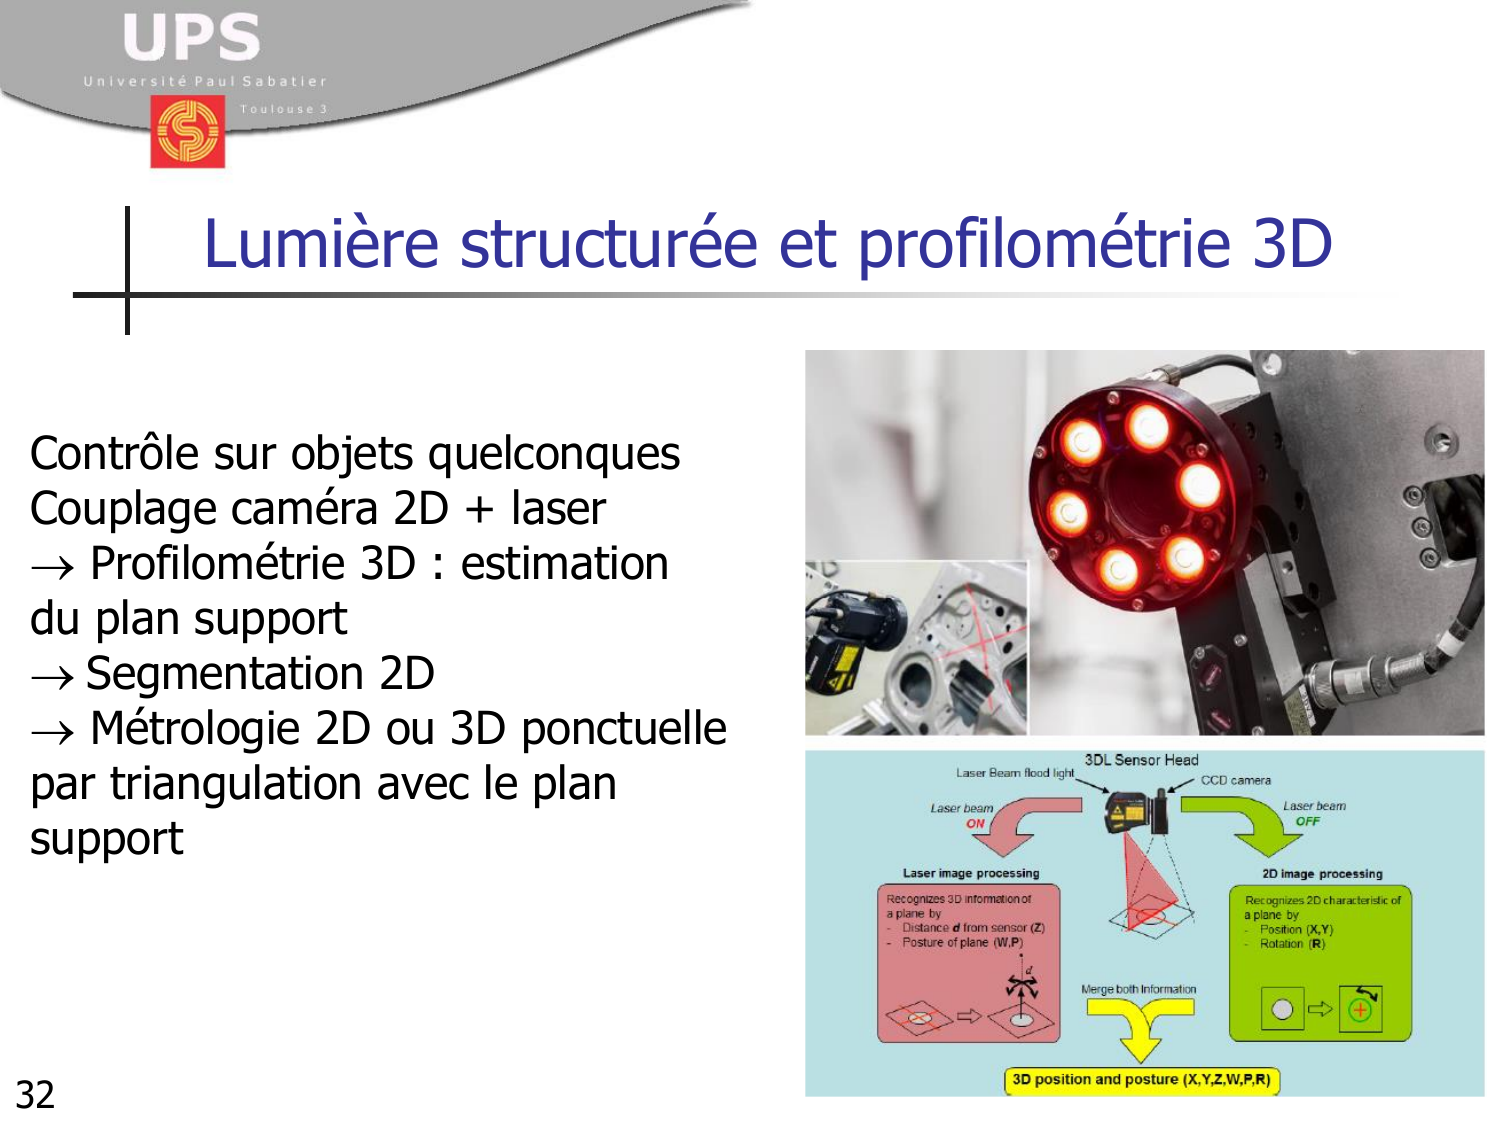 UPS
Université Paul Sabatier
Toulouse 3
Lumière structurée et profilométrie 3D
Contrôle sur objets quelconques
Couplage caméra 2D + laser
→ Profilométrie 3D : estimation
du plan support
→ Segmentation 2D
→ Métrologie 2D ou 3D ponctuelle
par triangulation avec le plan
support
3DL Sensor Head
Laser Beam flood light
CCD camera
Laser beam
ON
Laser beam
OFF
Laser image processing
Recognizes 3D information of
a plane by
- Distance d from sensor (Z)
- Posture of plane (W,P)
d
2D image processing
Recognizes 2D characteristic of
a plane by
- Position (X,Y)
- Rotation (R)
Merge both Information
3D position and posture (X,Y,Z,W,P,R)
32